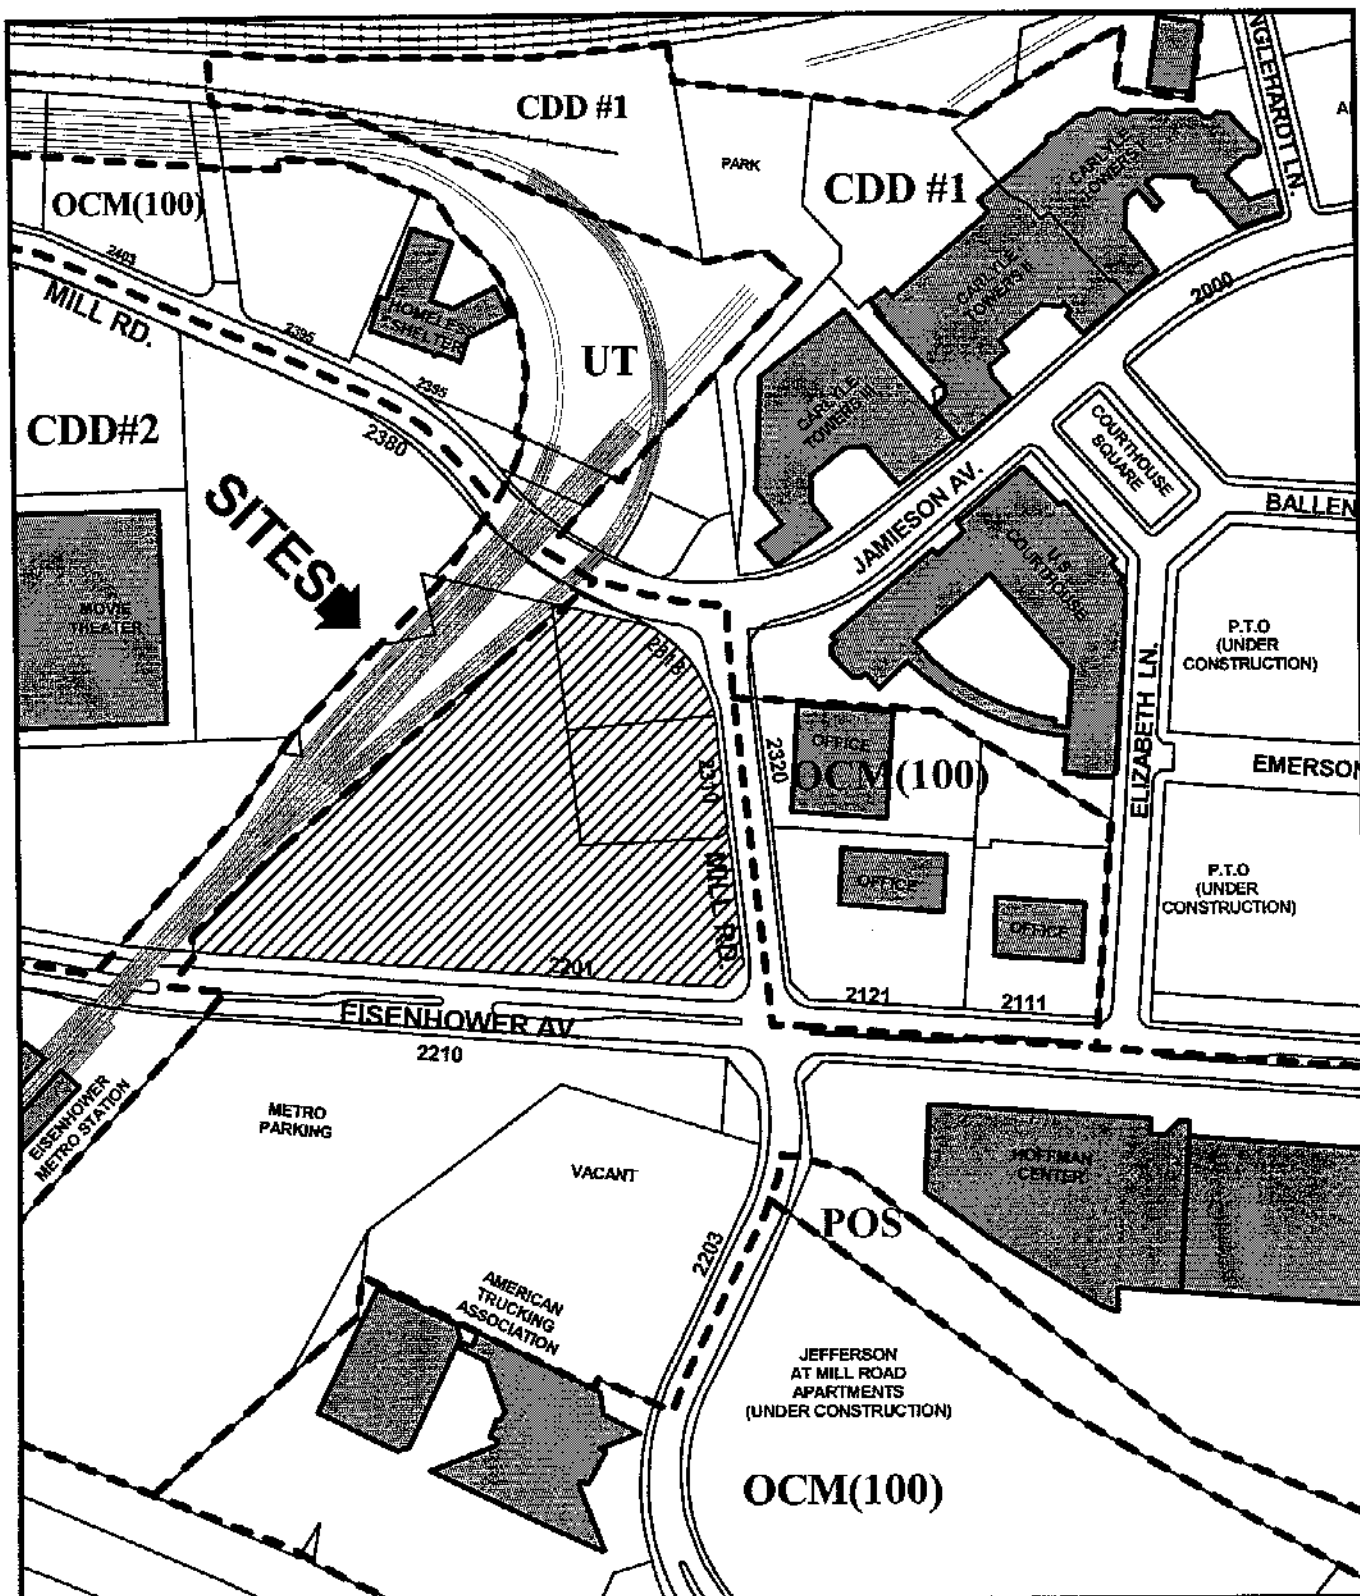 NGLEHARDT LN.
CDD #1
PARK
CDD #1
CARLYLE
TOWERS I
OCM(100)
2403
MILL RD.
HOMELESS
SHELTER
2395
2355
2380
UT
CARLYLE
TOWERS II
2000
CARLYLE
TOWERS III
CDD#2
SITES
COURTHOUSE
SQUARE
BALLEN
JAMIESON AV.
U.S
COURTHOUSE
MOVIE
THEATER
P.T.O
(UNDER
CONSTRUCTION)
ELIZABETH LN.
2318
2310
2320
OFFICE
OCM(100)
EMERSON
MILL RD.
OFFICE
OFFICE
P.T.O
(UNDER
CONSTRUCTION)
2201
2121
2111
EISENHOWER AV.
2210
EISENHOWER
METRO STATION
METRO
PARKING
VACANT
HOFFMAN
CENTER
POS
2203
AMERICAN
TRUCKING
ASSOCIATION
JEFFERSON
AT MILL ROAD
APARTMENTS
(UNDER CONSTRUCTION)
OCM(100)